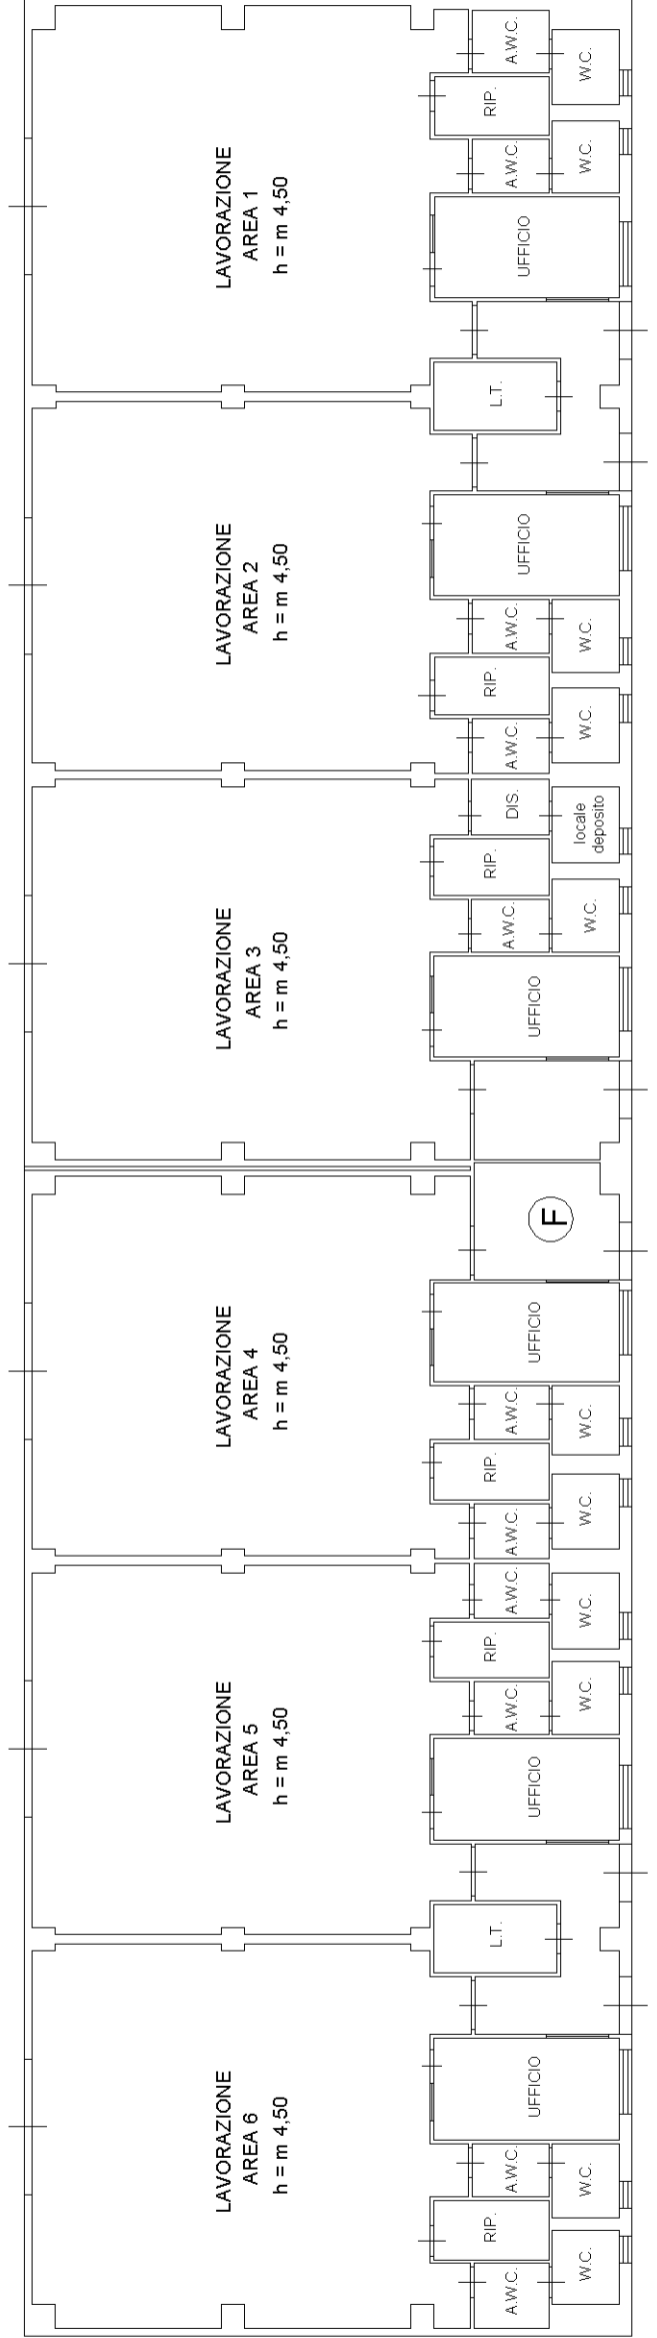 LAVORAZIONE
AREA 1
h = m 4,50
A.W.C.
W.C.
RIP.
A.W.C.
W.C.
UFFICIO
L.T.
LAVORAZIONE
AREA 2
h = m 4,50
UFFICIO
A.W.C.
W.C.
RIP.
A.W.C.
W.C.
LAVORAZIONE
AREA 3
h = m 4,50
DIS.
locale
deposito
RIP.
A.W.C.
W.C.
UFFICIO
LAVORAZIONE
AREA 4
h = m 4,50
F
UFFICIO
A.W.C.
W.C.
RIP.
A.W.C.
W.C.
LAVORAZIONE
AREA 5
h = m 4,50
A.W.C.
W.C.
RIP.
A.W.C.
W.C.
UFFICIO
L.T.
LAVORAZIONE
AREA 6
h = m 4,50
UFFICIO
A.W.C.
W.C.
RIP.
A.W.C.
W.C.